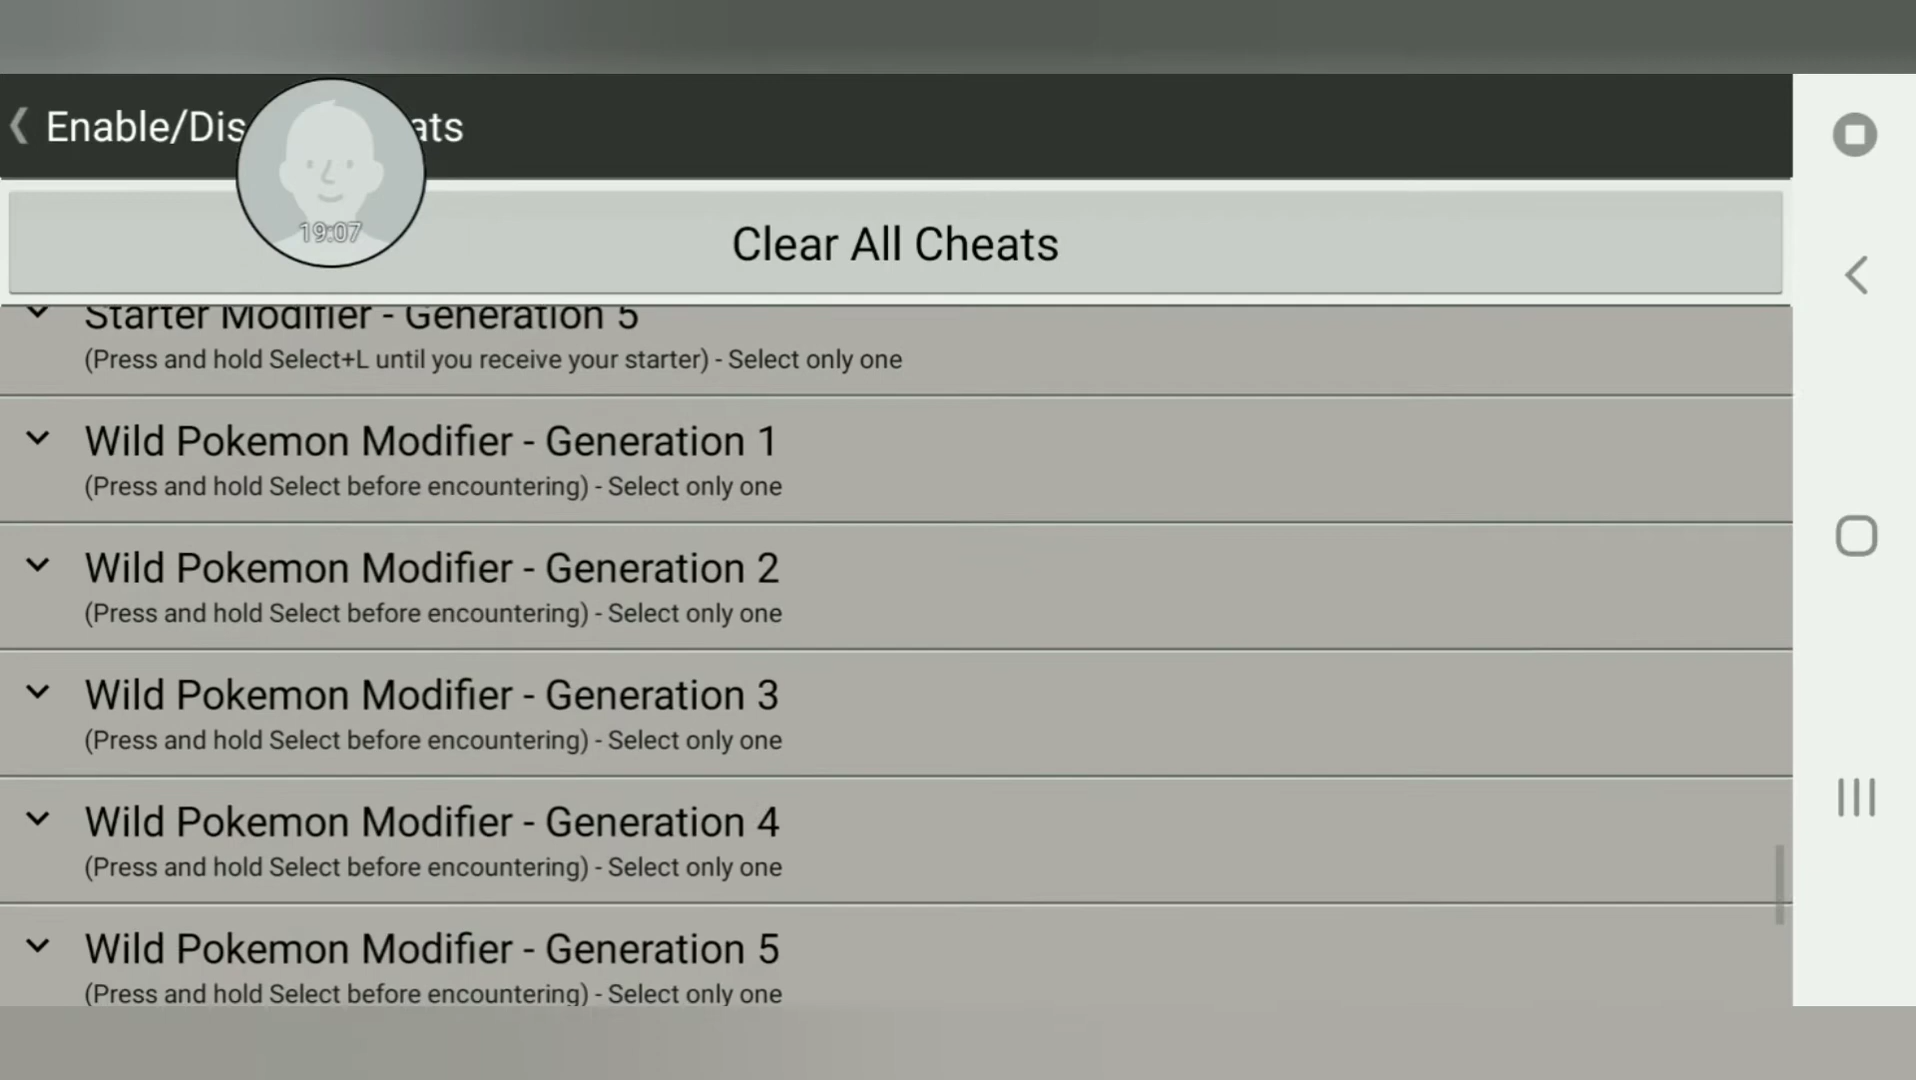 Enable/Dis ats
19:07
Clear All Cheats
Starter Modifier - Generation 5
(Press and hold Select+L until you receive your starter) - Select only one
Wild Pokemon Modifier - Generation 1
(Press and hold Select before encountering) - Select only one
Wild Pokemon Modifier - Generation 2
(Press and hold Select before encountering) - Select only one
Wild Pokemon Modifier - Generation 3
(Press and hold Select before encountering) - Select only one
Wild Pokemon Modifier - Generation 4
(Press and hold Select before encountering) - Select only one
Wild Pokemon Modifier - Generation 5
(Press and hold Select before encountering) - Select only one